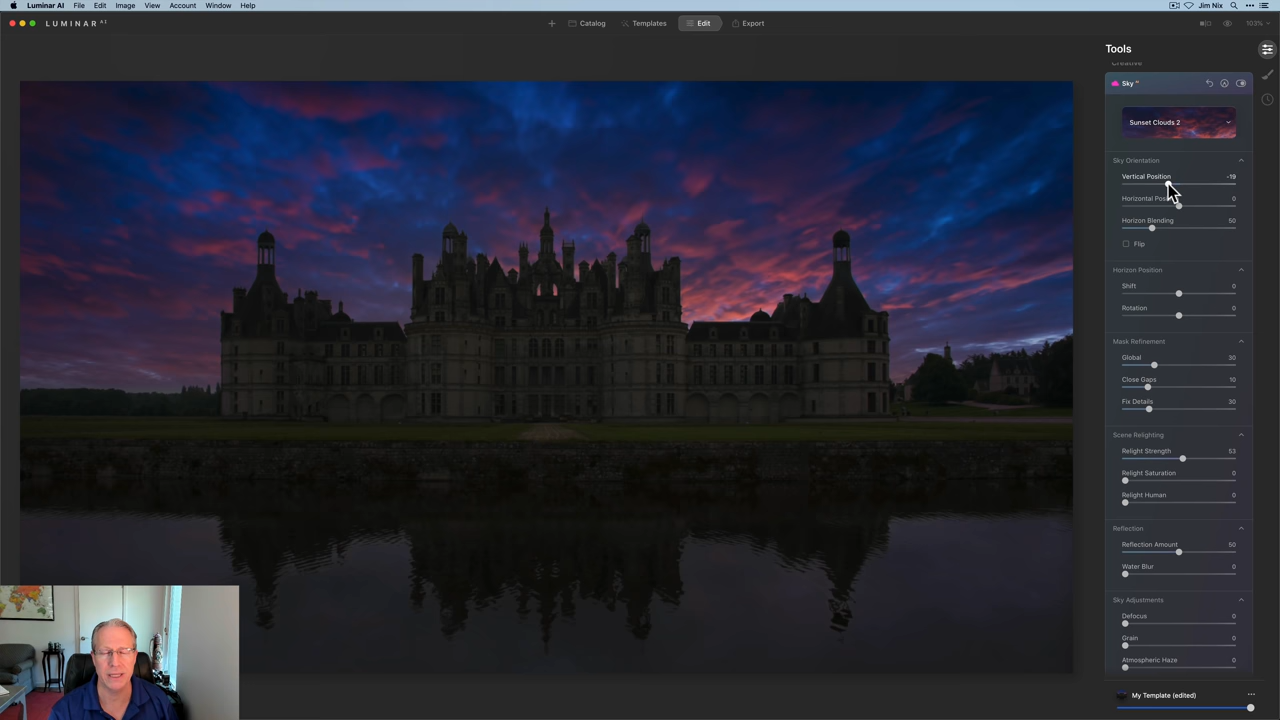 Luminar AI File Edit Image View Account Window Help Jim Nix
LUMINAR AI Catalog Templates Edit Export 103%
Tools
Creative
Sky AI
Sunset Clouds 2
Sky Orientation
Vertical Position -19
Horizontal 0
Horizon Blending 50
Flip
Horizon Position
Shift 0
Rotation 0
Mask Refinement
Global 30
Close Gaps 10
Fix Details 30
Scene Relighting
Relight Strength 53
Relight Saturation 0
Relight Human 0
Reflection
Reflection Amount 50
Water Blur 0
Sky Adjustments
Defocus 0
Grain 0
Atmospheric Haze 0
My Template (edited)